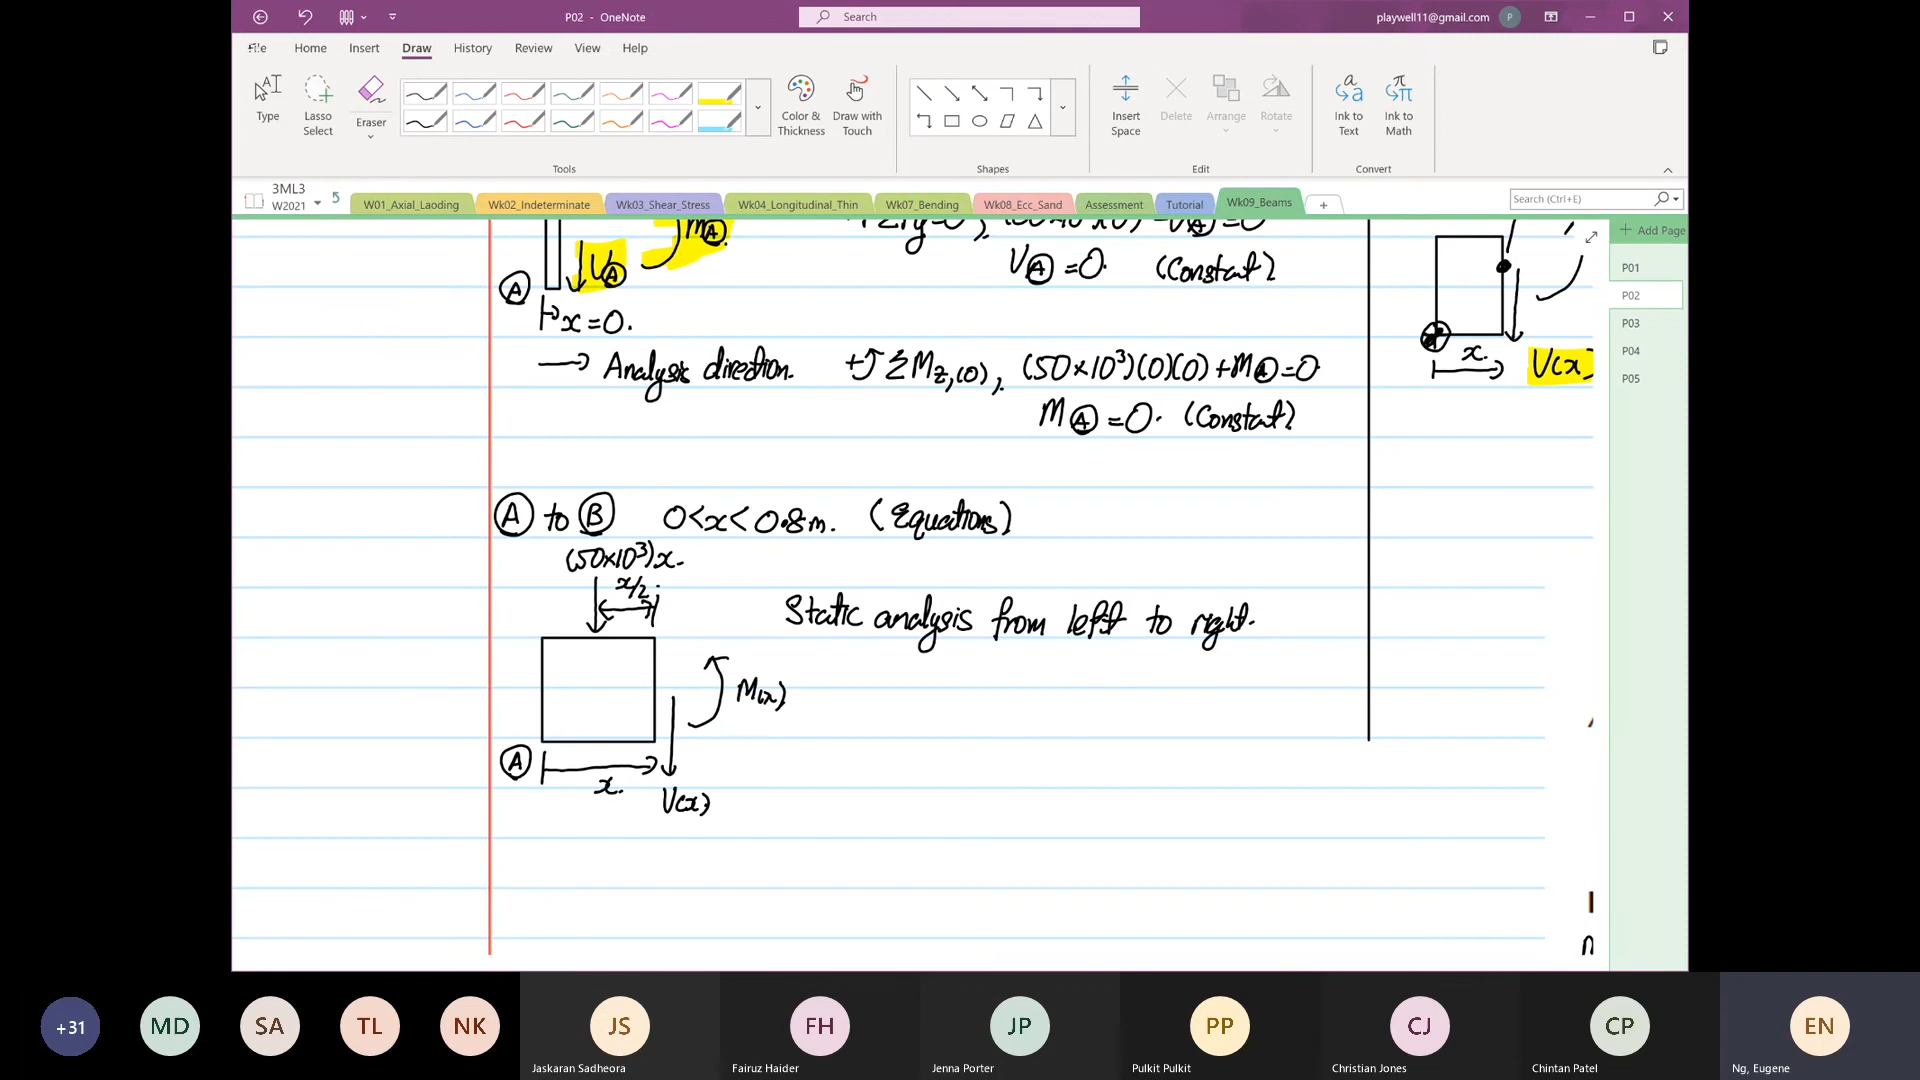 P02 - OneNote
Search
playwell11@gmail.com
P
File
Home
Insert
Draw
History
Review
View
Help
Type
Lasso Select
Eraser
Color & Thickness
Draw with Touch
Insert Space
Delete
Arrange
Rotate
Ink to Text
Ink to Math
Tools
Shapes
Edit
Convert
3ML3 W2021
W01_Axial_Laoding
Wk02_Indeterminate
Wk03_Shear_Stress
Wk04_Longitudinal_Thin
Wk07_Bending
Wk08_Ecc_Sand
Assessment
Tutorial
Wk09_Beams
Search (Ctrl+E)
Add Page
P01
P02
P03
P04
P05
MA.
VA
VA = 0. (Constant)
A
x = 0.
x.
V(x)
→ Analysis direction. +↺ ΣMz,(0), (50×10³)(0)(0) + MA = 0
MA = 0. (Constant)
A to B 0 < x < 0.8m. (Equations)
(50×10³)x.
x/2
Static analysis from left to right.
M(x)
A
x.
V(x)
+31
MD
SA
TL
NK
JS
FH
JP
PP
CJ
CP
EN
Jaskaran Sadheora
Fairuz Haider
Jenna Porter
Pulkit Pulkit
Christian Jones
Chintan Patel
Ng, Eugene